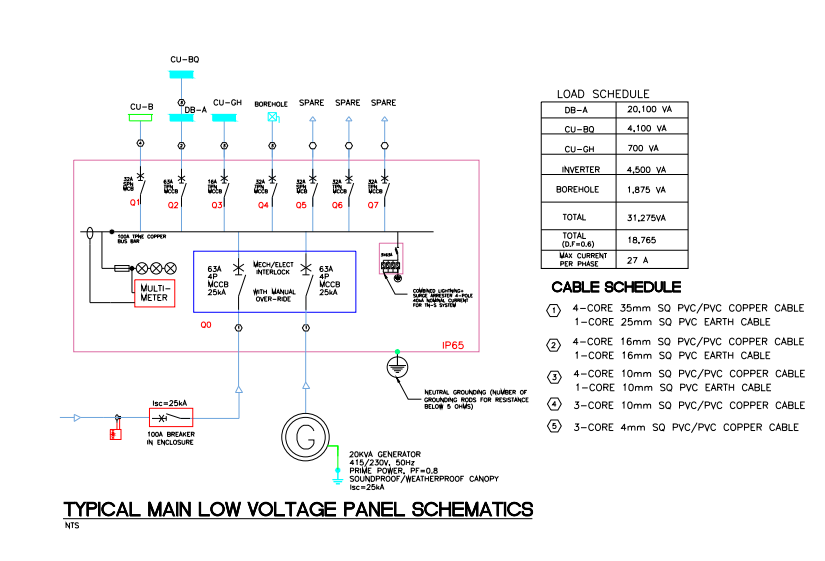 CU-BQ
CU-B
DB-A
CU-GH
BOREHOLE
SPARE
SPARE
SPARE
32A
SPN
MCB
Q1
63A
TPN
MCCB
Q2
16A
TPN
MCCB
Q3
32A
TPN
MCCB
Q4
32A
SPN
MCB
Q5
32A
TPN
MCCB
Q6
32A
TPN
MCCB
Q7
100A TPNE COPPER
BUS BAR
MULTI-
METER
63A
4P
MCCB
25kA
MECH/ELECT
INTERLOCK
WITH MANUAL
OVER-RIDE
63A
4P
MCCB
25kA
Q0
COMBINED LIGHTNING+
SURGE ARRESTER 4-POLE
40kA NOMINAL CURRENT
FOR TN-S SYSTEM
IP65
NEUTRAL GROUNDING (NUMBER OF
GROUNDING RODS FOR RESISTANCE
BELOW 5 OHMS)
Isc=25kA
100A BREAKER
IN ENCLOSURE
G
20KVA GENERATOR
415/230V, 50Hz
PRIME POWER, PF=0.8
SOUNDPROOF/WEATHERPROOF CANOPY
Isc=25kA
TYPICAL MAIN LOW VOLTAGE PANEL SCHEMATICS
NTS
LOAD SCHEDULE
DB-A 20,100 VA
CU-BQ 4,100 VA
CU-GH 700 VA
INVERTER 4,500 VA
BOREHOLE 1,875VA
TOTAL 31,275VA
TOTAL
(D.F=0.6) 18,765
MAX CURRENT
PER PHASE 27 A
CABLE SCHEDULE
1 4-CORE 35mm SQ PVC/PVC COPPER CABLE
1-CORE 25mm SQ PVC EARTH CABLE
2 4-CORE 16mm SQ PVC/PVC COPPER CABLE
1-CORE 16mm SQ PVC EARTH CABLE
3 4-CORE 10mm SQ PVC/PVC COPPER CABLE
1-CORE 10mm SQ PVC EARTH CABLE
4 3-CORE 10mm SQ PVC/PVC COPPER CABLE
5 3-CORE 4mm SQ PVC/PVC COPPER CABLE